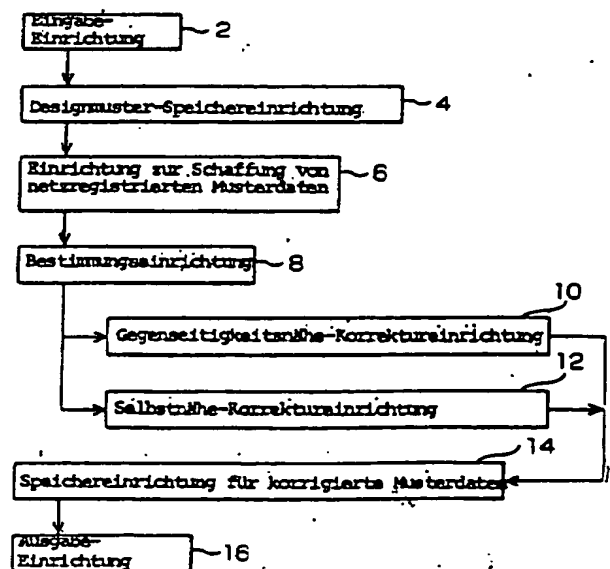 Eingabe-
Einrichtung
2
Designmuster-Speichereinrichtung
4
Einrichtung zur Schaffung von
netzregistrierten Musterdaten
6
Bestimmungseinrichtung
8
10
Gegenseitigkeitsnähe-Korrektureinrichtung
12
Selbstnähe-Korrektureinrichtung
14
Speichereinrichtung für korrigierte Musterdaten
Ausgabe-
Einrichtung
16